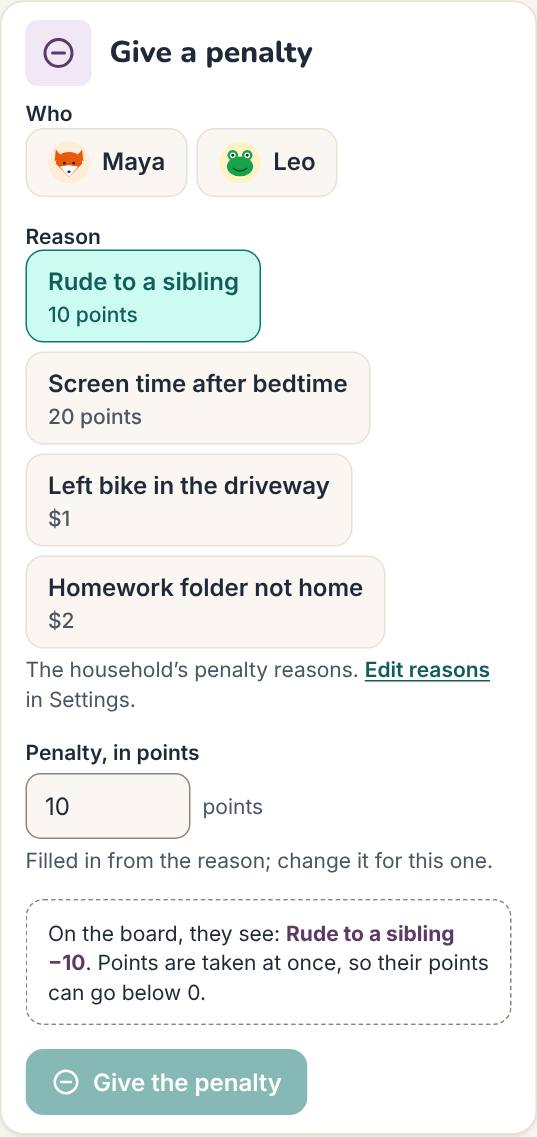 Give a penalty
Who
Maya
Leo
Reason
Rude to a sibling
10 points
Screen time after bedtime
20 points
Left bike in the driveway
$1
Homework folder not home
$2
The household’s penalty reasons. Edit reasons
in Settings.
Penalty, in points
10 points
Filled in from the reason; change it for this one.
On the board, they see: Rude to a sibling
−10. Points are taken at once, so their points
can go below 0.
Give the penalty